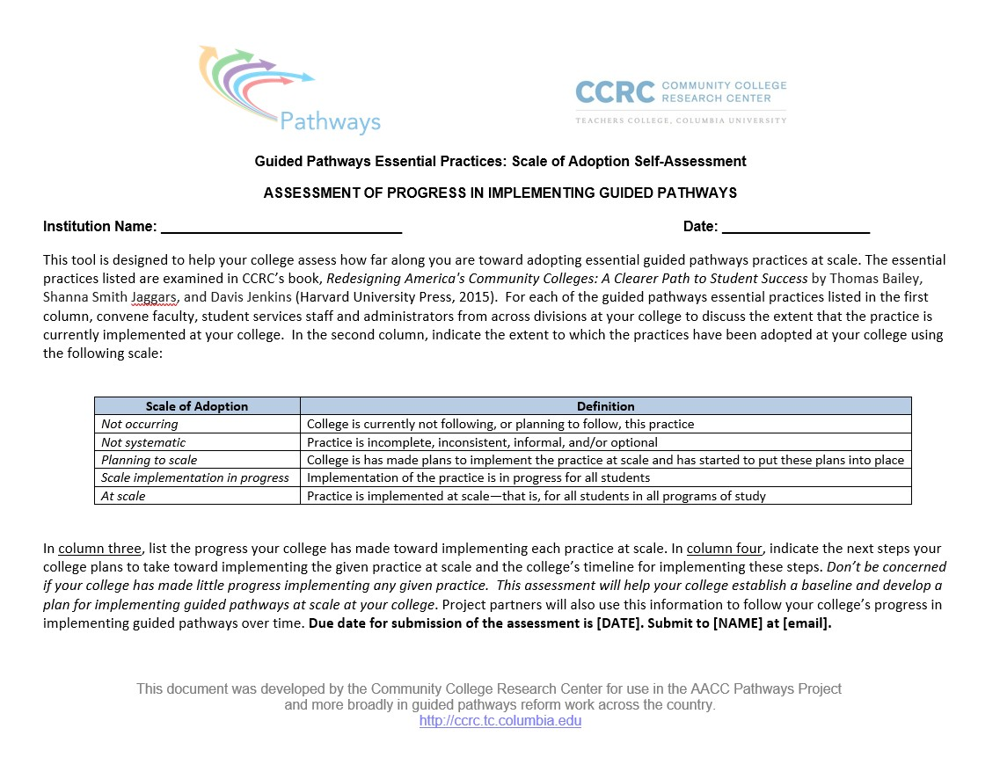 Pathways
CCRC COMMUNITY COLLEGE
RESEARCH CENTER
TEACHERS COLLEGE, COLUMBIA UNIVERSITY
Guided Pathways Essential Practices: Scale of Adoption Self-Assessment
ASSESSMENT OF PROGRESS IN IMPLEMENTING GUIDED PATHWAYS
Institution Name: _______________________________ Date: ___________________
This tool is designed to help your college assess how far along you are toward adopting essential guided pathways practices at scale. The essential
practices listed are examined in CCRC’s book, Redesigning America's Community Colleges: A Clearer Path to Student Success by Thomas Bailey,
Shanna Smith Jaggars, and Davis Jenkins (Harvard University Press, 2015).  For each of the guided pathways essential practices listed in the first
column, convene faculty, student services staff and administrators from across divisions at your college to discuss the extent that the practice is
currently implemented at your college.  In the second column, indicate the extent to which the practices have been adopted at your college using
the following scale:
Scale of Adoption Definition
Not occurring College is currently not following, or planning to follow, this practice
Not systematic Practice is incomplete, inconsistent, informal, and/or optional
Planning to scale College is has made plans to implement the practice at scale and has started to put these plans into place
Scale implementation in progress Implementation of the practice is in progress for all students
At scale Practice is implemented at scale—that is, for all students in all programs of study
In column three, list the progress your college has made toward implementing each practice at scale. In column four, indicate the next steps your
college plans to take toward implementing the given practice at scale and the college’s timeline for implementing these steps. Don’t be concerned
if your college has made little progress implementing any given practice.  This assessment will help your college establish a baseline and develop a
plan for implementing guided pathways at scale at your college. Project partners will also use this information to follow your college’s progress in
implementing guided pathways over time. Due date for submission of the assessment is [DATE]. Submit to [NAME] at [email].
This document was developed by the Community College Research Center for use in the AACC Pathways Project
and more broadly in guided pathways reform work across the country.
http://ccrc.tc.columbia.edu